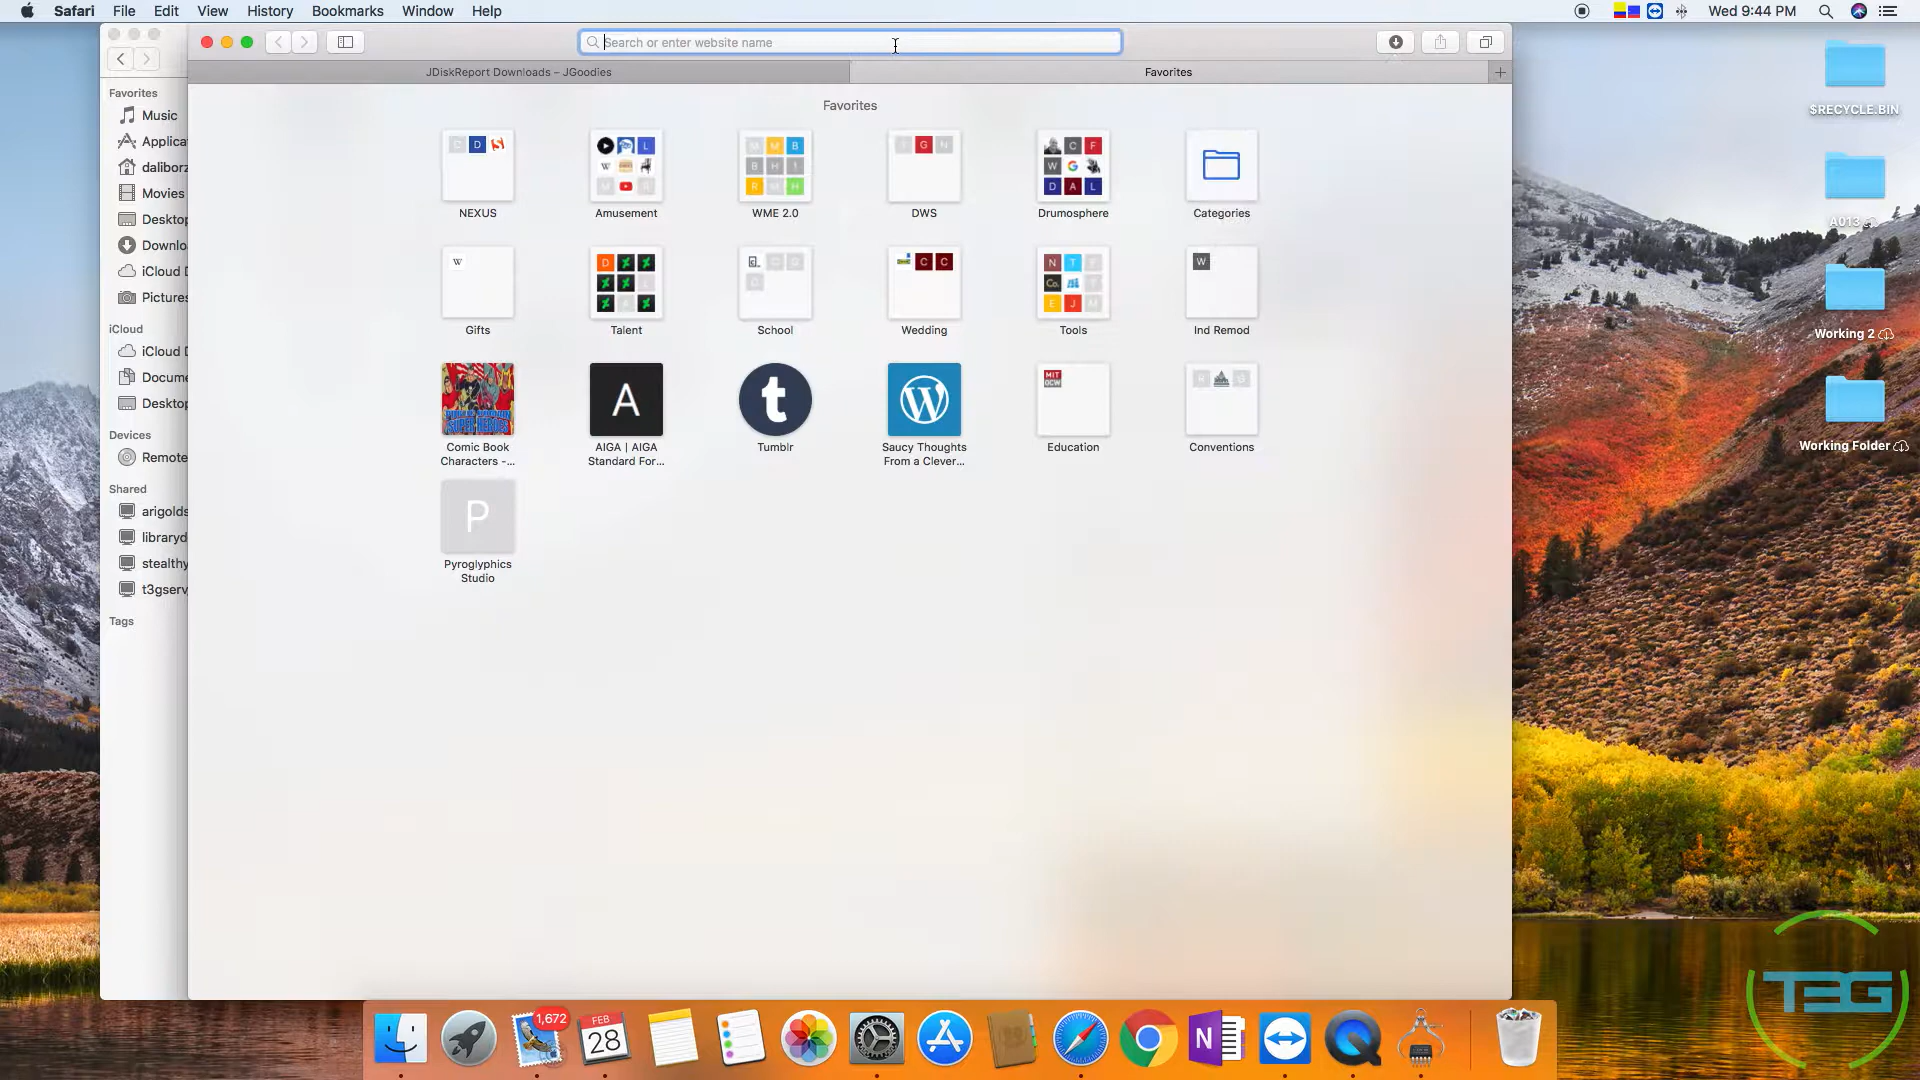 Safari File Edit View History Bookmarks Window Help
Wed 9:44 PM
Search or enter website name
JDiskReport Downloads – JGoodies
Favorites
Favorites
Music
Applica
daliborz
Movies
Desktop
Downlo
iCloud D
Pictures
iCloud
iCloud D
Docume
Desktop
Devices
Remote
Shared
arigolds
libraryd
stealthy
t3gserv
Tags
Favorites
NEXUS
Amusement
WME 2.0
DWS
Drumosphere
Categories
Gifts
Talent
School
Wedding
Tools
Ind Remod
Comic Book
Characters -...
AIGA | AIGA
Standard For...
Tumblr
Saucy Thoughts
From a Clever...
Education
Conventions
P
Pyroglyphics
Studio
$RECYCLE.BIN
A013
Working 2
Working Folder
1,672
FEB
28
T3G